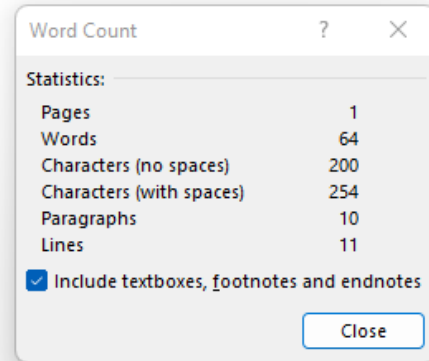 Word Count ?
Statistics:
Pages 1
Words 64
Characters (no spaces) 200
Characters (with spaces) 254
Paragraphs 10
Lines 11
Include textboxes, footnotes and endnotes
Close